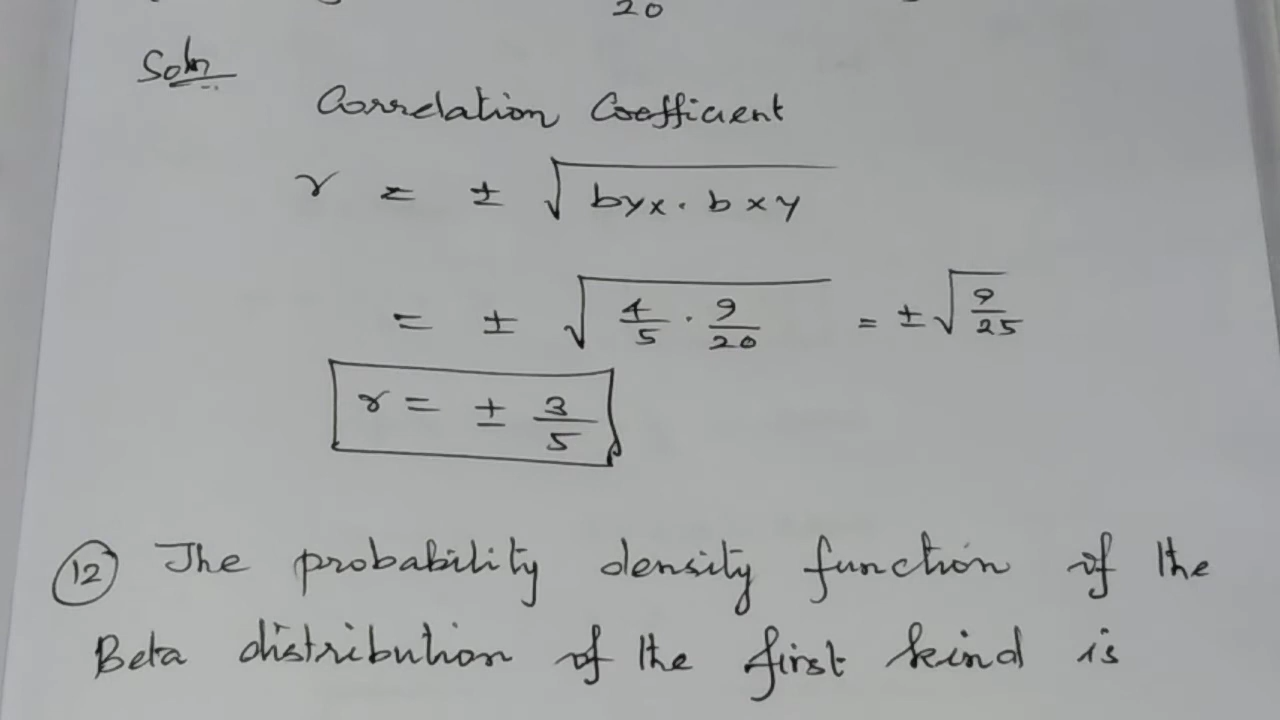 20
Soln
Correlation Coefficient
r = ± √byx . bxy
= ± √4/5 . 9/20 = ± √9/25
r = ± 3/5
(12) The probability density function of the
Beta distribution of the first kind is